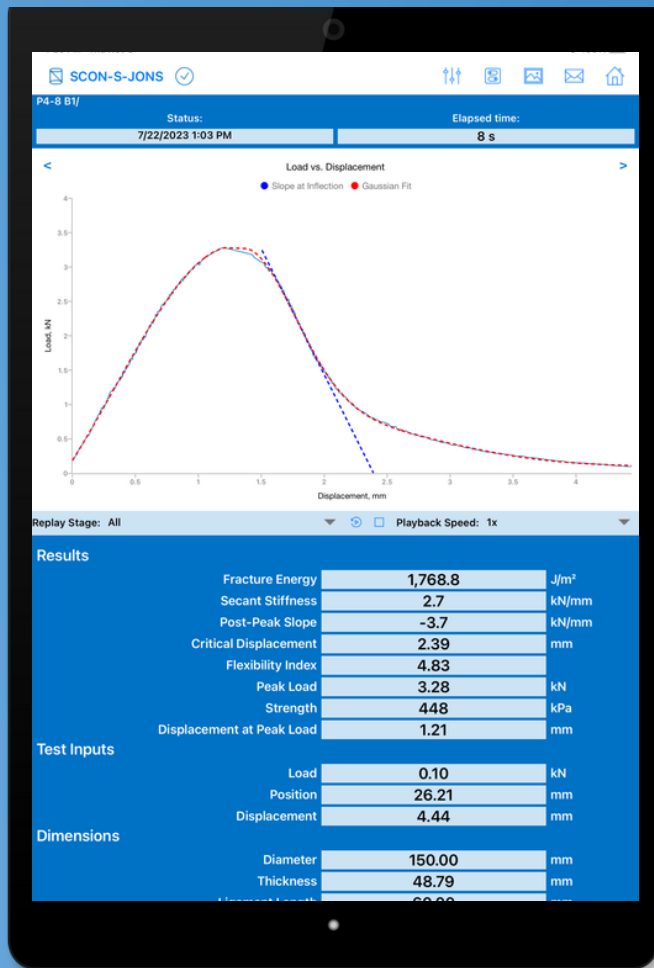 SCON-S-JONS
P4-8 B1/
Status: Elapsed time:
7/22/2023 1:03 PM 8 s
< Load vs. Displacement >
Slope at Inflection Gaussian Fit
4
3.5
3
2.5
2
1.5
1
0.5
0
Load, kN
0 0.5 1 1.5 2 2.5 3 3.5 4
Displacement, mm
Replay Stage: All Playback Speed: 1x
Results
Fracture Energy 1,768.8 J/m²
Secant Stiffness 2.7 kN/mm
Post-Peak Slope -3.7 kN/mm
Critical Displacement 2.39 mm
Flexibility Index 4.83
Peak Load 3.28 kN
Strength 448 kPa
Displacement at Peak Load 1.21 mm
Test Inputs
Load 0.10 kN
Position 26.21 mm
Displacement 4.44 mm
Dimensions
Diameter 150.00 mm
Thickness 48.79 mm